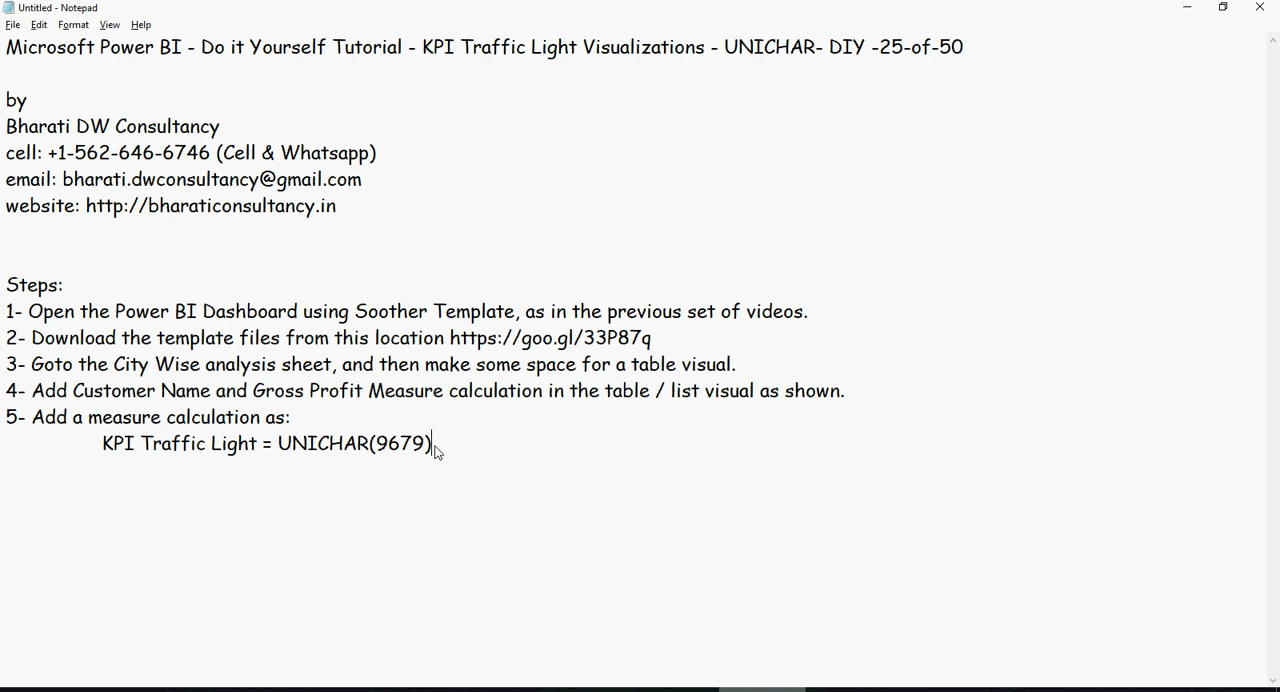 Untitled - Notepad
File Edit Format View Help
Microsoft Power BI - Do it Yourself Tutorial - KPI Traffic Light Visualizations - UNICHAR- DIY -25-of-50
by
Bharati DW Consultancy
cell: +1-562-646-6746 (Cell & Whatsapp)
email: bharati.dwconsultancy@gmail.com
website: http://bharaticonsultancy.in
Steps:
1- Open the Power BI Dashboard using Soother Template, as in the previous set of videos.
2- Download the template files from this location https://goo.gl/33P87q
3- Goto the City Wise analysis sheet, and then make some space for a table visual.
4- Add Customer Name and Gross Profit Measure calculation in the table / list visual as shown.
5- Add a measure calculation as:
KPI Traffic Light = UNICHAR(9679)